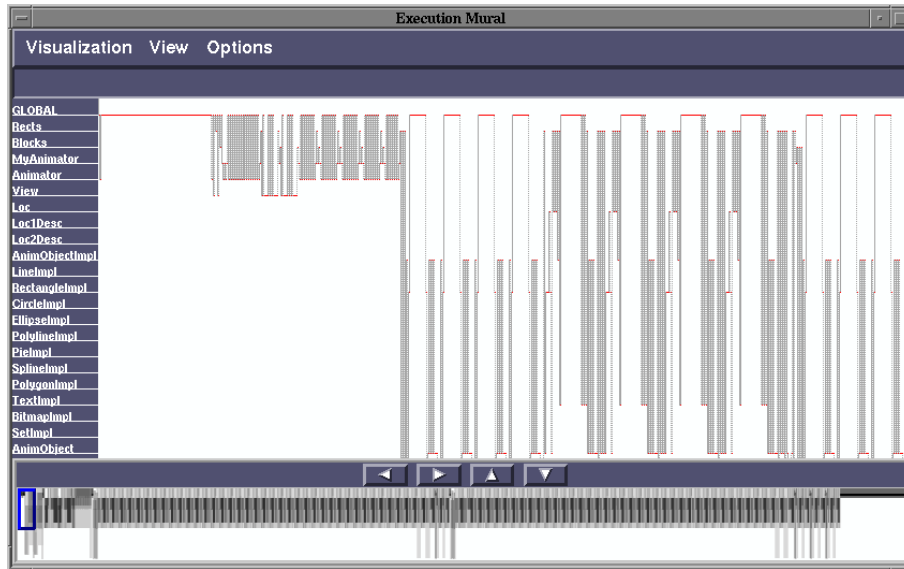 Execution Mural
Visualization View Options
GLOBAL
Rects
Blocks
MyAnimator
Animator
View
Loc
Loc1Desc
Loc2Desc
AnimObjectImpl
LineImpl
RectangleImpl
CircleImpl
EllipseImpl
PolylineImpl
PieImpl
SplineImpl
PolygonImpl
TextImpl
BitmapImpl
SetImpl
AnimObject